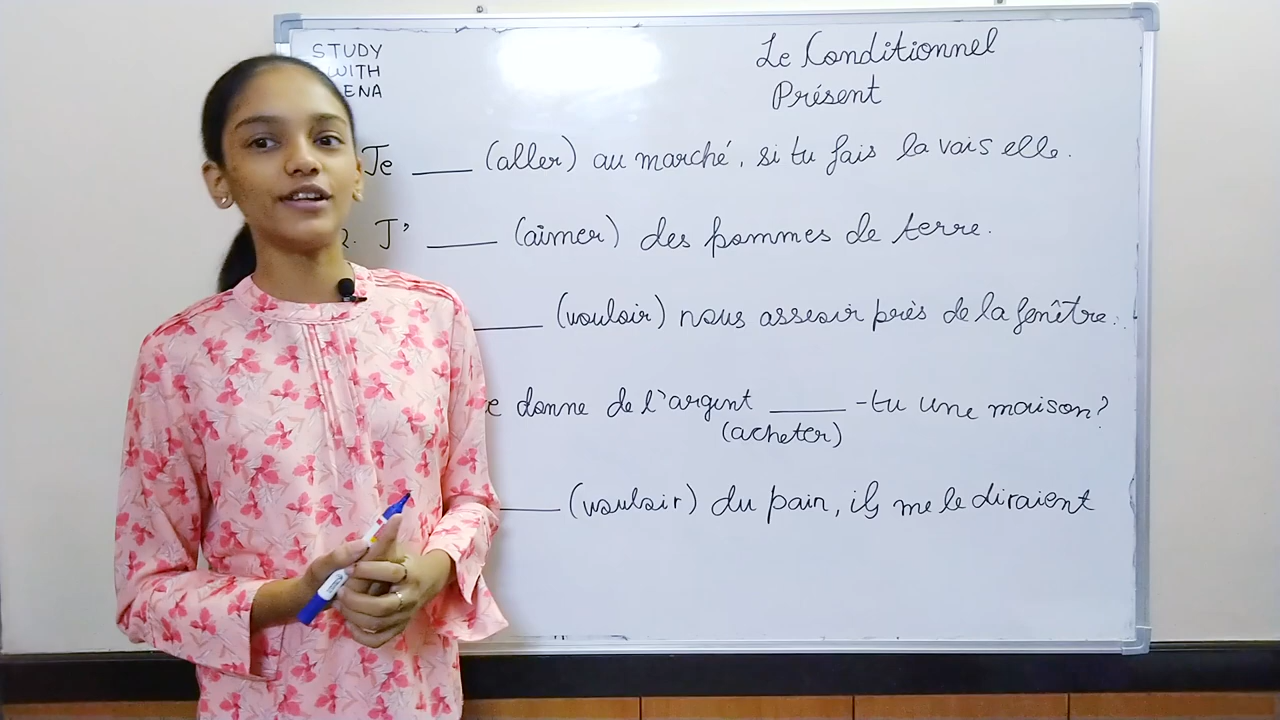 STUDY
WITH
ENA
Le Conditionnel
Présent
Je ____ (aller) au marché, si tu fais la vaiselle.
2. J' ____ (aimer) des pommes de terre.
____ (vouloir) nous asseoir près de la fenître.
e donne de l'argent ____ -tu une maison?
(acheter)
____ (vouloir) du pain, ils me le diraient